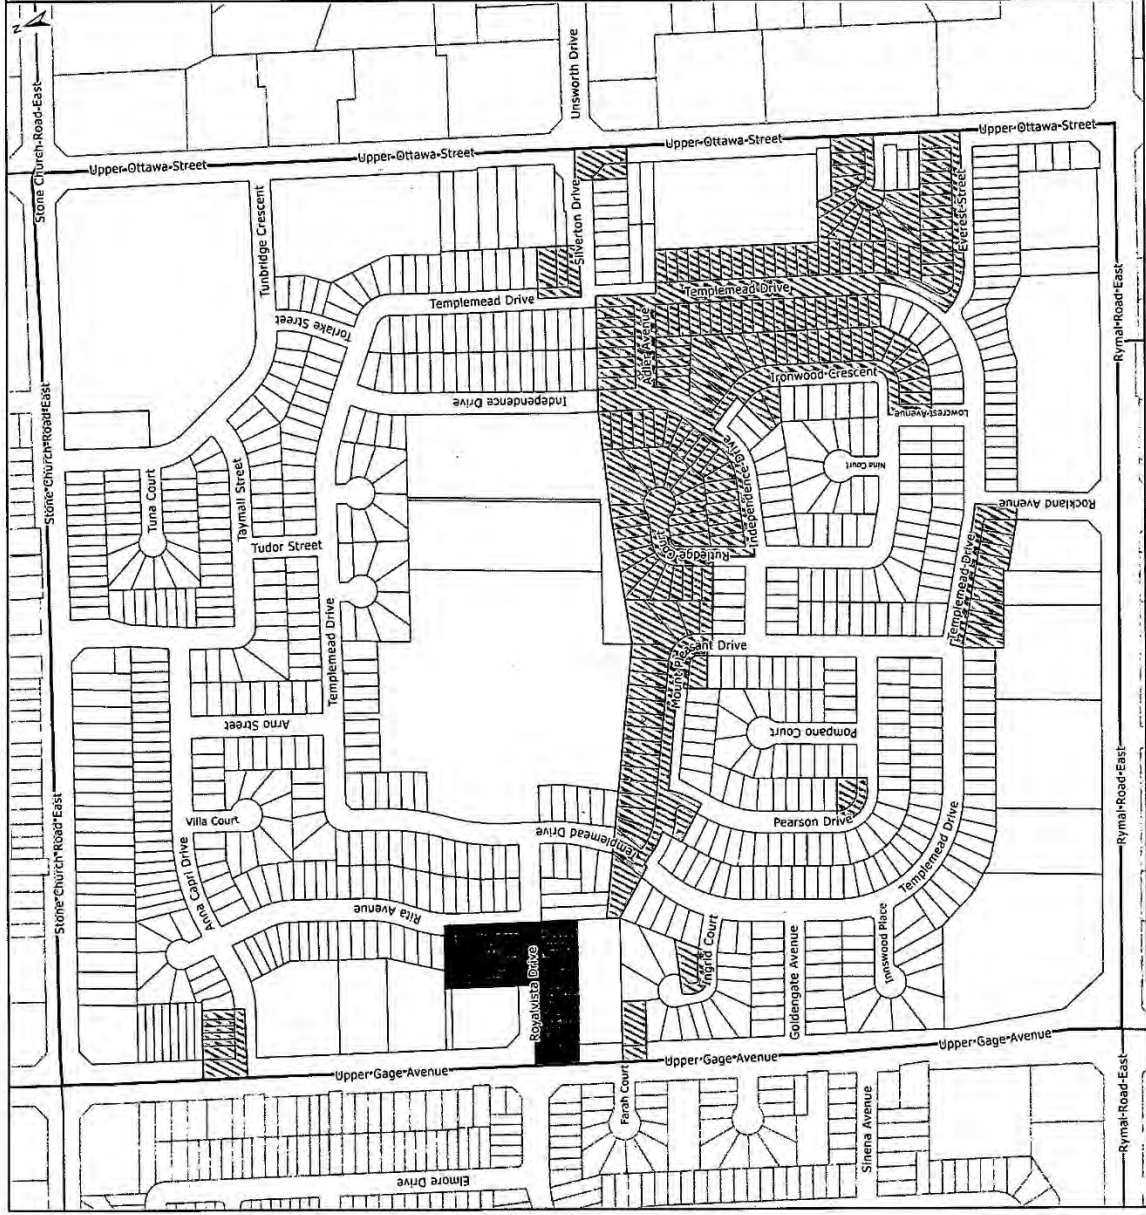 N
Stone Church Road East
Unsworth Drive
Upper Ottawa Street
Upper Ottawa Street
Upper Ottawa Street
Upper Ottawa Street
Tunbridge Crescent
Silverton Drive
Everest Street
Templemead Drive
Templemead Drive
Torlake Street
Adler Avenue
Rymal Road East
Independence Drive
Ironwood Crescent
Lowcrest Avenue
Stone Church Road East
Tuna Court
Taymall Street
Nina Court
Independence Drive
Rockland Avenue
Tudor Street
Rutledge Court
Templemead Drive
Templemead Drive
Mount Pleasant Drive
Arno Street
Pompano Court
Villa Court
Templemead Drive
Templemead Drive
Pearson Drive
Templemead Drive
Rymal Road East
Stone Church Road East
Anna Capri Drive
Rita Avenue
Ingrid Court
Goldengate Avenue
Innswood Place
Royalvista Drive
Upper Gage Avenue
Upper Gage Avenue
Upper Gage Avenue
Farah Court
Sinena Avenue
Rymal Road East
Elmore Drive